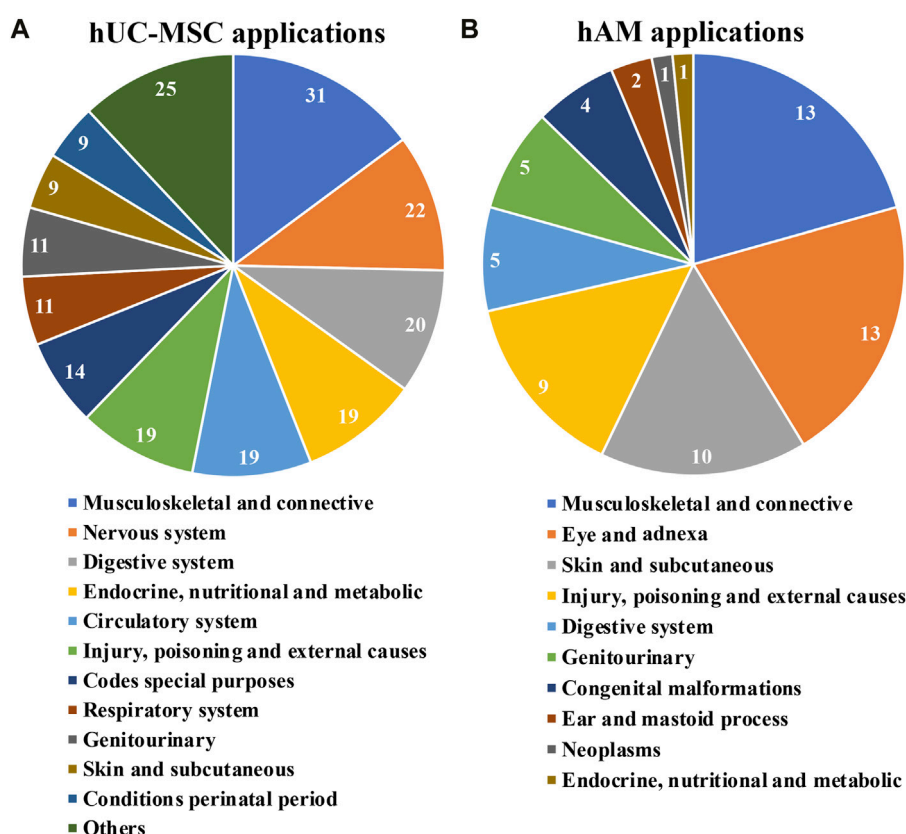 A
hUC-MSC applications
31
22
20
19
19
19
14
11
11
9
9
25
Musculoskeletal and connective
Nervous system
Digestive system
Endocrine, nutritional and metabolic
Circulatory system
Injury, poisoning and external causes
Codes special purposes
Respiratory system
Genitourinary
Skin and subcutaneous
Conditions perinatal period
Others
B
hAM applications
13
13
10
9
5
5
4
2
1
1
Musculoskeletal and connective
Eye and adnexa
Skin and subcutaneous
Injury, poisoning and external causes
Digestive system
Genitourinary
Congenital malformations
Ear and mastoid process
Neoplasms
Endocrine, nutritional and metabolic